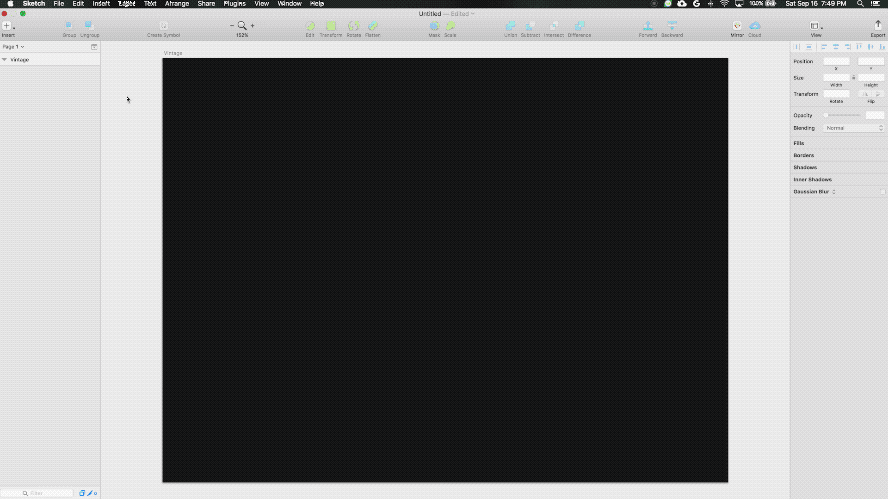 Sketch File Edit Insert Layer Text Arrange Share Plugins View Window Help 100% Sat Sep 16 7:49 PM
Untitled — Edited
Insert Group Ungroup Create Symbol 152% Edit Transform Rotate Flatten Mask Scale Union Subtract Intersect Difference Forward Backward Mirror Cloud View Export
Page 1
Vintage
Vintage
Position
X Y
Size
Width Height
Transform
Rotate Flip
Opacity
Blending Normal
Fills
Borders
Shadows
Inner Shadows
Gaussian Blur
Filter